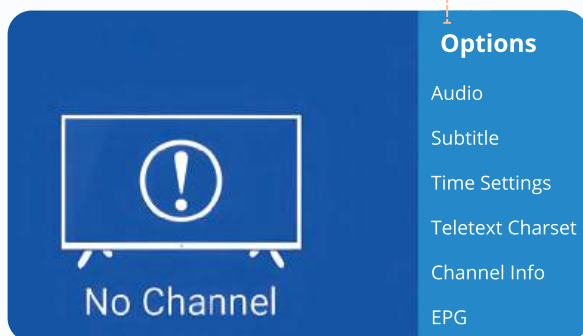 Options
Audio
Subtitle
Time Settings
Teletext Charset
Channel Info
EPG
No Channel